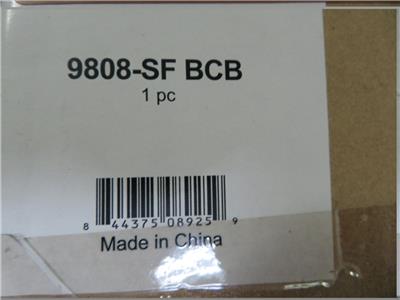 9808-SF BCB
1 pc
8 44375 08925 9
Made in China